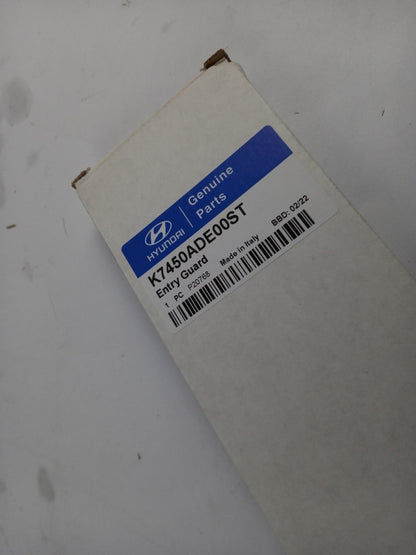 HYUNDAI
Genuine
Parts
K7450ADE00ST
Entry Guard
BBD: 02/22
1 PC P20768 Made in Italy